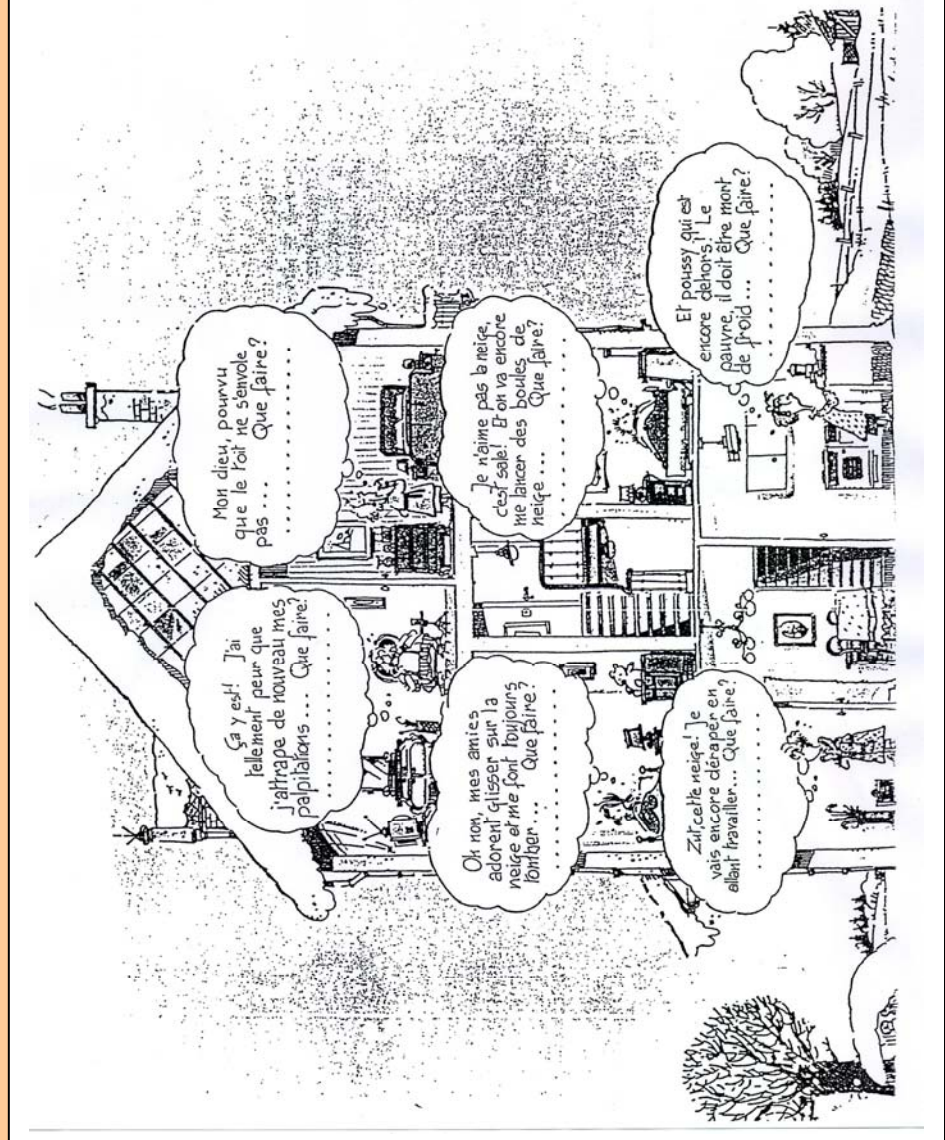 Ça y est! J'ai
tellement peur que
j'attrape de nouveau mes
palpitations ... Que faire?
Mon dieu, pourvu
que le toit ne s'envole
pas ... Que faire?
Oh non, mes amies
adorent glisser sur la
neige et me font toujours
tomber ... Que faire?
Je n'aime pas la neige,
c'est sale! Et on va encore
me lancer des boules de
neige ... Que faire?
Zut, cette neige! Je
vais encore déraper en
allant travailler ... Que faire?
Et poussy qui est
encore dehors! Le
pauvre, il doit être mort
de froid ... Que faire?